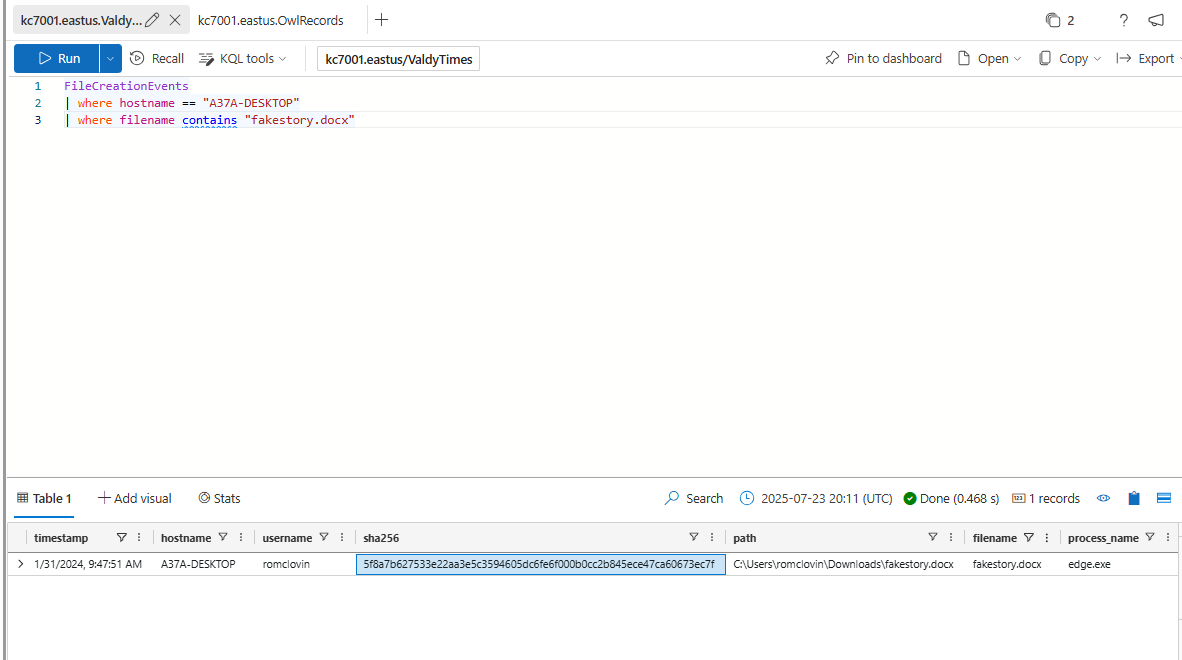 kc7001.eastus.Valdy... kc7001.eastus.OwlRecords 2 ?
Run Recall KQL tools kc7001.eastus/ValdyTimes Pin to dashboard Open Copy Export
1 FileCreationEvents
2 | where hostname == "A37A-DESKTOP"
3 | where filename contains "fakestory.docx"
Table 1 Add visual Stats Search 2025-07-23 20:11 (UTC) Done (0.468 s) 1 records
timestamp hostname username sha256 path filename process_name
1/31/2024, 9:47:51 AM A37A-DESKTOP romclovin 5f8a7b627533e22aa3e5c3594605dc6fe6f000b0cc2b845ece47ca60673ec7f C:\Users\romclovin\Downloads\fakestory.docx fakestory.docx edge.exe